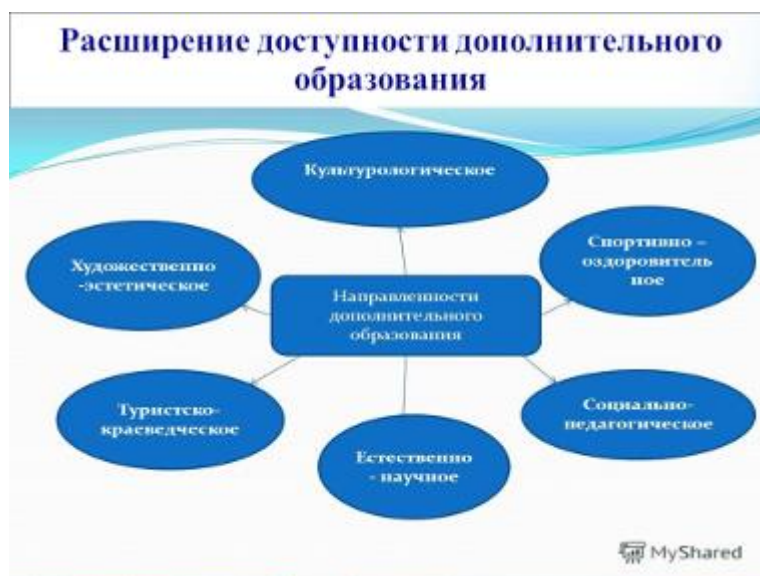 Расширение доступности дополнительного
образования
Культурологическое
Художественно
-эстетическое
Спортивно –
оздоровитель
ное
Направленности
дополнительного
образования
Туристско-
краеведческое
Социально-
педагогическое
Естественно
- научное
MyShared